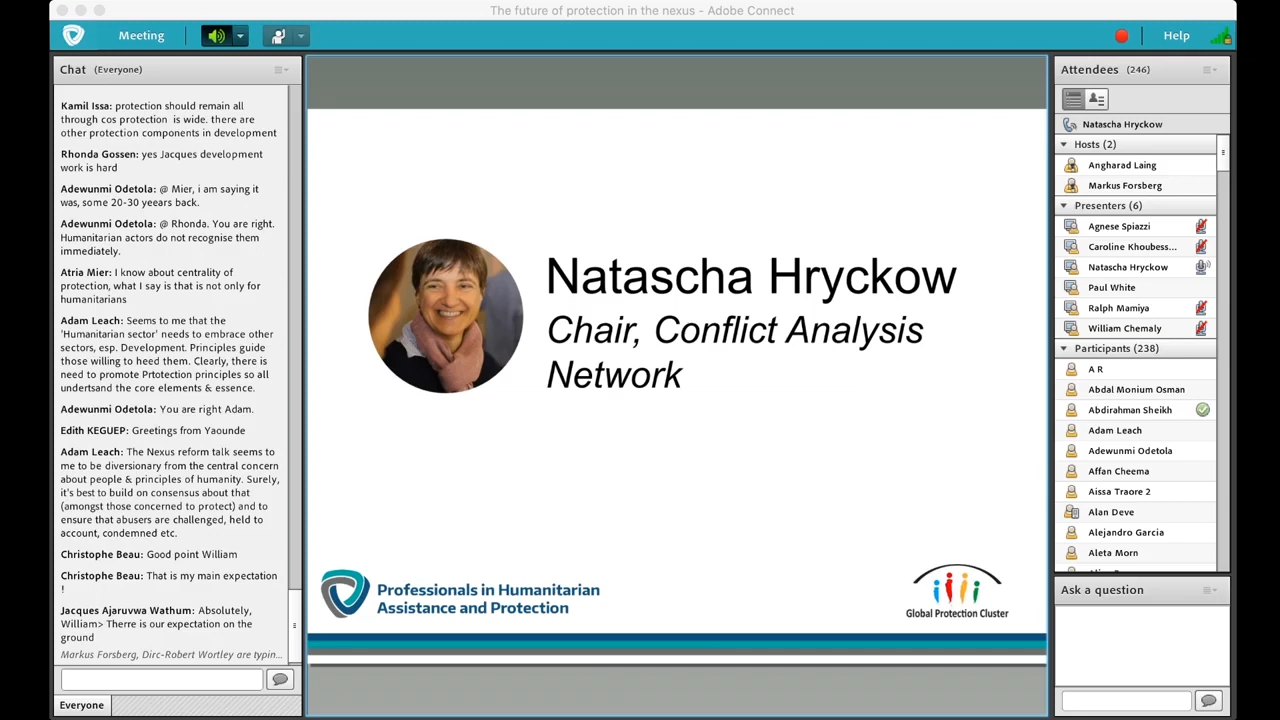 The future of protection in the nexus - Adobe Connect
Meeting
Help
Chat (Everyone)
Kamil Issa: protection should remain all
through cos protection is wide. there are
other protection components in development
Rhonda Gossen: yes Jacques development
work is hard
Adewunmi Odetola: @ Mier, i am saying it
was, some 20-30 yeears back.
Adewunmi Odetola: @ Rhonda. You are right.
Humanitarian actors do not recognise them
immediately.
Atria Mier: I know about centrality of
protection, what I say is that is not only for
humanitarians
Adam Leach: Seems to me that the
'Humanitarian sector' needs to embrace other
sectors, esp. Development. Principles guide
those willing to heed them. Clearly, there is
need to promote Prtotection principles so all
undertsand the core elements & essence.
Adewunmi Odetola: You are right Adam.
Edith KEGUEP: Greetings from Yaounde
Adam Leach: The Nexus reform talk seems to
me to be diversionary from the central concern
about people & principles of humanity. Surely,
it's best to build on consensus about that
(amongst those concerned to protect) and to
ensure that abusers are challenged, held to
account, condemned etc.
Christophe Beau: Good point William
Christophe Beau: That is my main expectation
!
Jacques Ajaruvwa Wathum: Absolutely,
William> Therre is our expectation on the
ground
Markus Forsberg, Dirc-Robert Wortley are typin...
Everyone
Natascha Hryckow
Chair, Conflict Analysis
Network
Professionals in Humanitarian
Assistance and Protection
Global Protection Cluster
Attendees (246)
Natascha Hryckow
Hosts (2)
Angharad Laing
Markus Forsberg
Presenters (6)
Agnese Spiazzi
Caroline Khoubess...
Natascha Hryckow
Paul White
Ralph Mamiya
William Chemaly
Participants (238)
A R
Abdal Monium Osman
Abdirahman Sheikh
Adam Leach
Adewunmi Odetola
Affan Cheema
Aissa Traore 2
Alan Deve
Alejandro Garcia
Aleta Morn
Ask a question